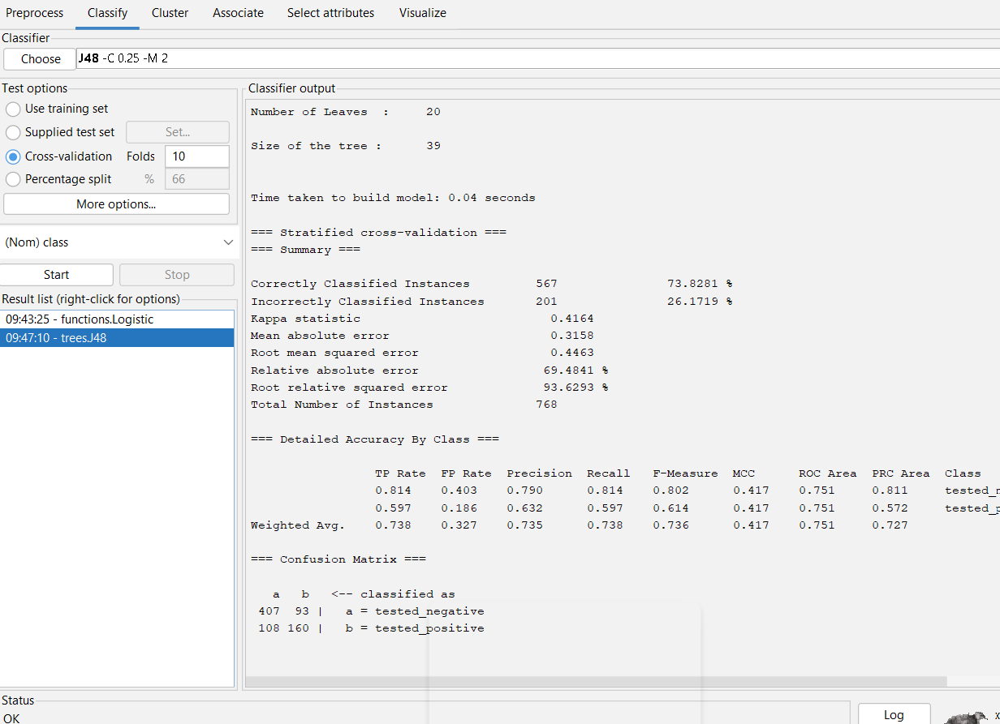 Preprocess Classify Cluster Associate Select attributes Visualize
Classifier
Choose J48 -C 0.25 -M 2
Test options
Use training set
Supplied test set Set...
Cross-validation Folds 10
Percentage split % 66
More options...
(Nom) class
Start Stop
Result list (right-click for options)
09:43:25 - functions.Logistic
09:47:10 - trees.J48
Classifier output
Number of Leaves : 20
Size of the tree : 39
Time taken to build model: 0.04 seconds
=== Stratified cross-validation ===
=== Summary ===
Correctly Classified Instances 567 73.8281 %
Incorrectly Classified Instances 201 26.1719 %
Kappa statistic 0.4164
Mean absolute error 0.3158
Root mean squared error 0.4463
Relative absolute error 69.4841 %
Root relative squared error 93.6293 %
Total Number of Instances 768
=== Detailed Accuracy By Class ===
TP Rate FP Rate Precision Recall F-Measure MCC ROC Area PRC Area Class
0.814 0.403 0.790 0.814 0.802 0.417 0.751 0.811 tested_n
0.597 0.186 0.632 0.597 0.614 0.417 0.751 0.572 tested_p
Weighted Avg. 0.738 0.327 0.735 0.738 0.736 0.417 0.751 0.727
=== Confusion Matrix ===
a b <-- classified as
407 93 | a = tested_negative
108 160 | b = tested_positive
Status
OK
Log
x